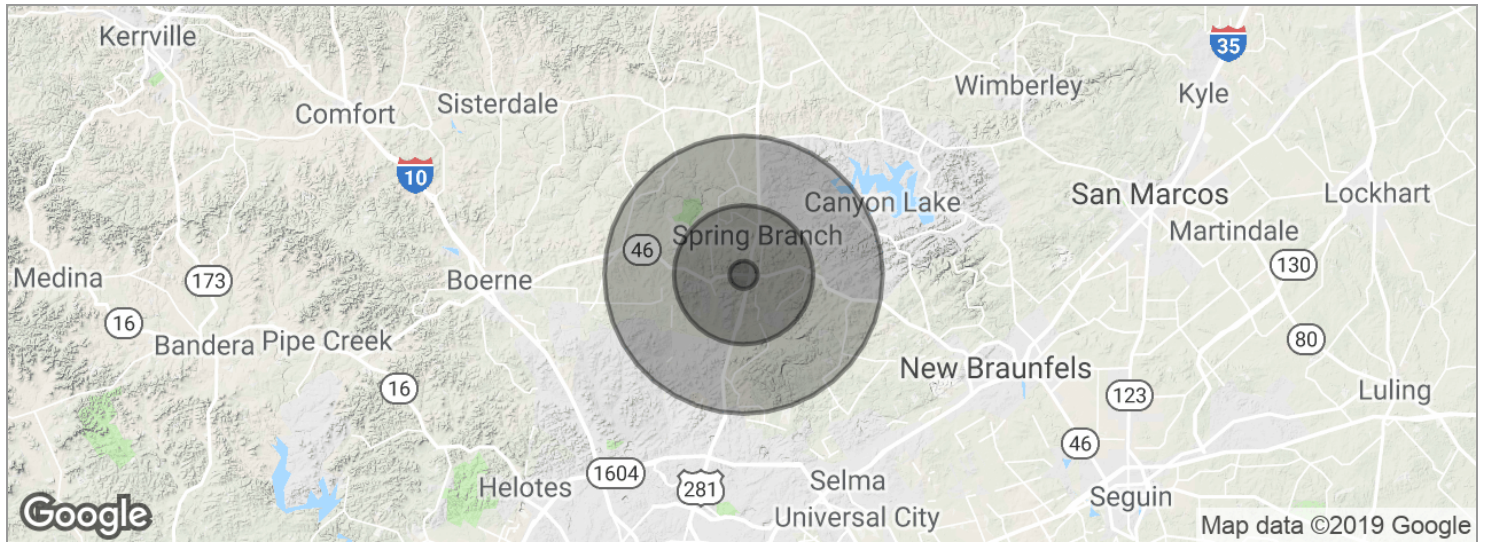 Kerrville
35
Wimberley
Kyle
Comfort
Sisterdale
10
San Marcos
Lockhart
Canyon Lake
Martindale
Spring Branch
46
130
Medina
173
Boerne
16
Bandera
Pipe Creek
80
New Braunfels
16
123
Luling
46
1604
Helotes
281
Selma
Seguin
Universal City
Google
Map data ©2019 Google